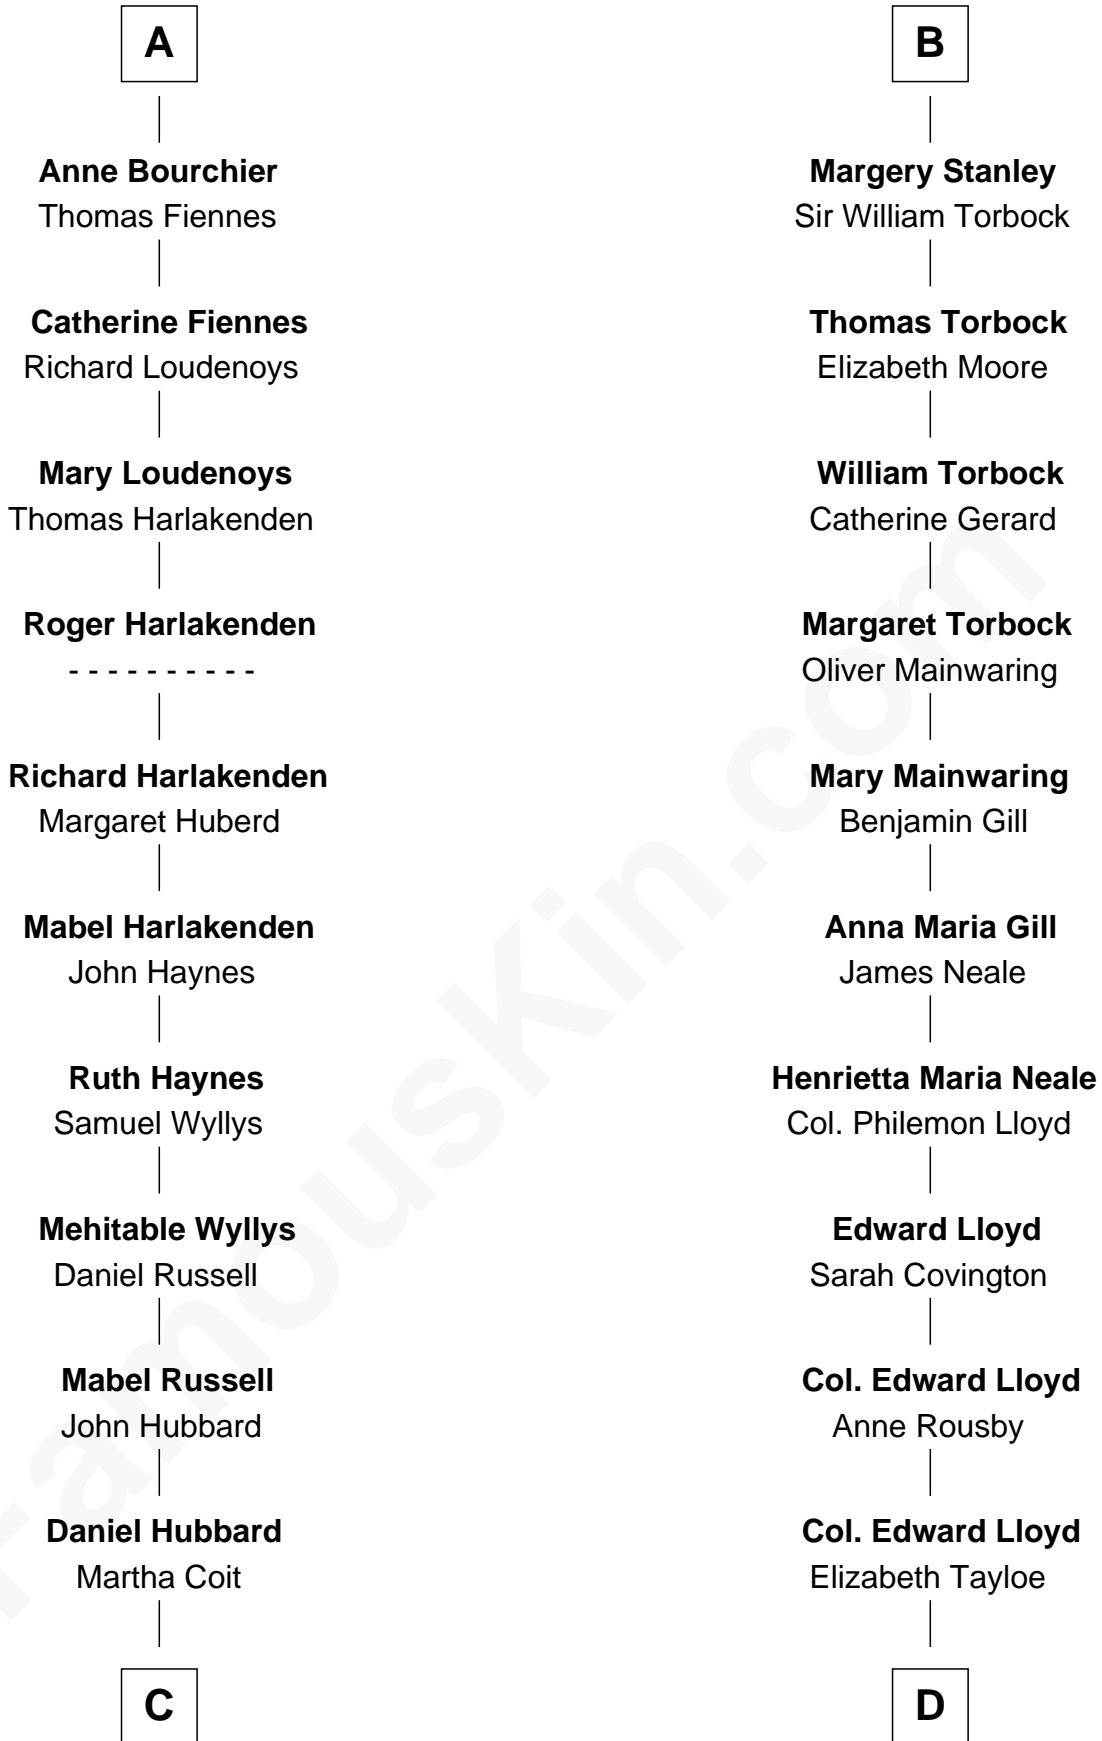 A
Anne Bourchier
Thomas Fiennes
Catherine Fiennes
Richard Loudenoys
Mary Loudenoys
Thomas Harlakenden
Roger Harlakenden
- - - - - - - - - -
Richard Harlakenden
Margaret Huberd
Mabel Harlakenden
John Haynes
Ruth Haynes
Samuel Wyllys
Mehitable Wyllys
Daniel Russell
Mabel Russell
John Hubbard
Daniel Hubbard
Martha Coit
C
B
Margery Stanley
Sir William Torbock
Thomas Torbock
Elizabeth Moore
William Torbock
Catherine Gerard
Margaret Torbock
Oliver Mainwaring
Mary Mainwaring
Benjamin Gill
Anna Maria Gill
James Neale
Henrietta Maria Neale
Col. Philemon Lloyd
Edward Lloyd
Sarah Covington
Col. Edward Lloyd
Anne Rousby
Col. Edward Lloyd
Elizabeth Tayloe
D
FamousKin.com